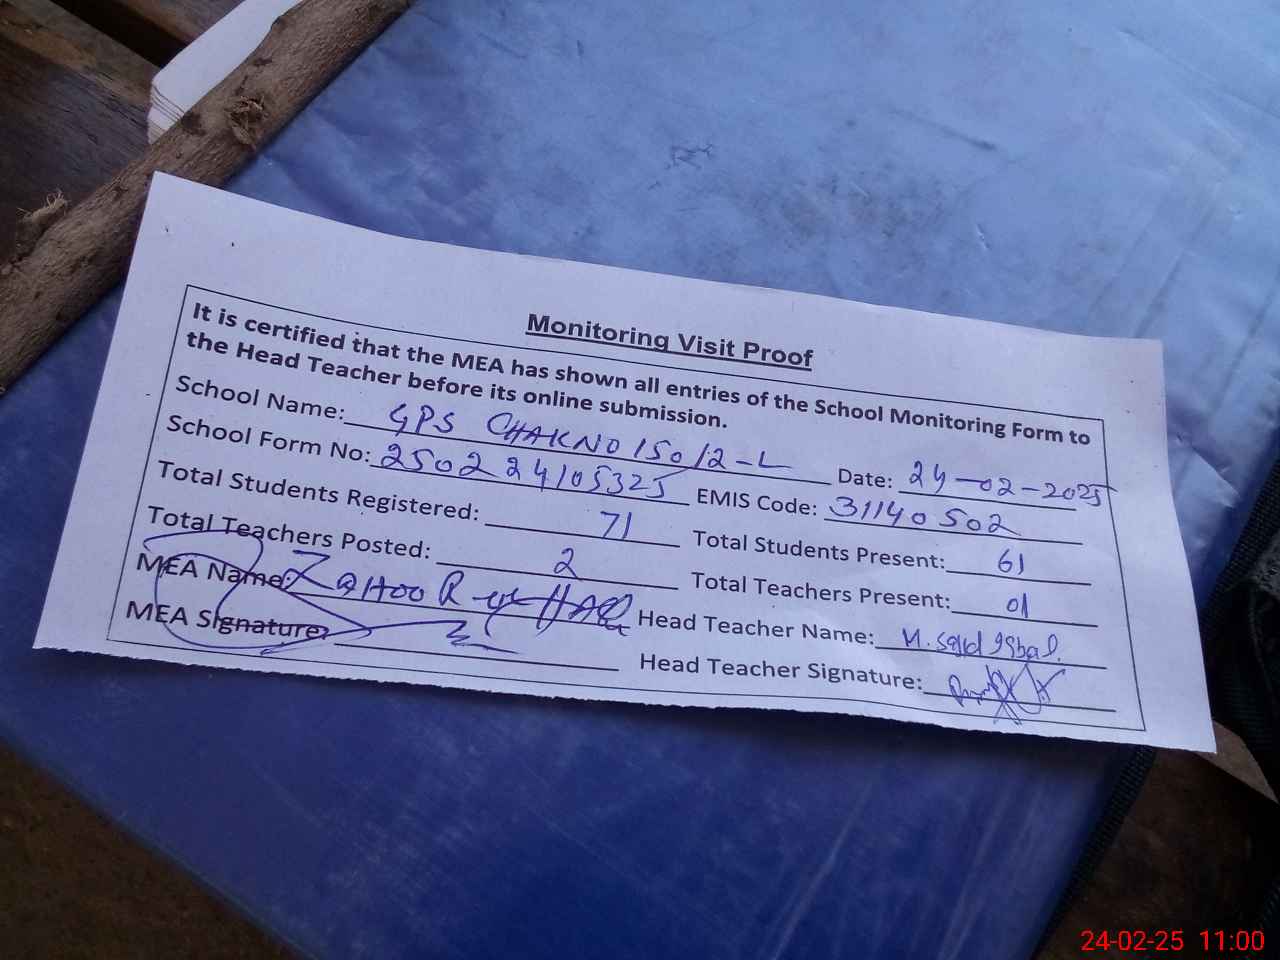 Monitoring Visit Proof
It is certified that the MEA has shown all entries of the School Monitoring Form to
the Head Teacher before its online submission.
School Name: GPS CHAK NO 150/2-L Date: 24-02-2025
School Form No: 250224105325 EMIS Code: 31140502
Total Students Registered: 71 Total Students Present: 61
Total Teachers Posted: 2 Total Teachers Present: 01
MEA Name: ZAHOOR HAQ Head Teacher Name: M. Iqbal
MEA Signature: Head Teacher Signature:
24-02-25 11:00